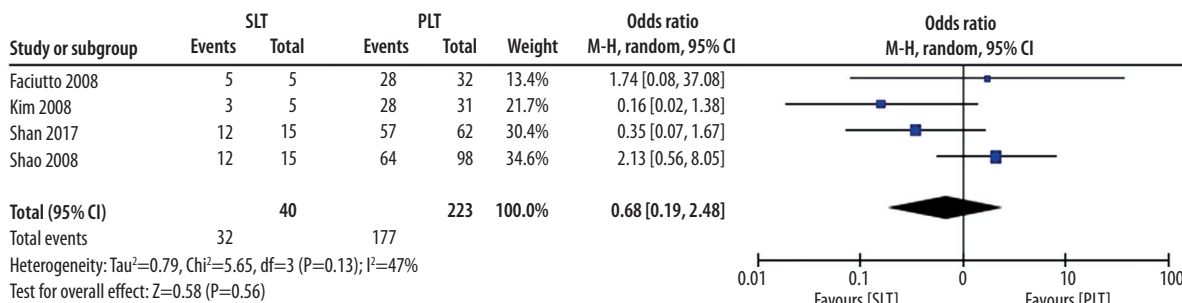 SLT PLT Odds ratio Odds ratio
Study or subgroup Events Total Events Total Weight M-H, random, 95% CI M-H, random, 95% CI
Faciutto 2008 5 5 28 32 13.4% 1.74 [0.08, 37.08]
Kim 2008 3 5 28 31 21.7% 0.16 [0.02, 1.38]
Shan 2017 12 15 57 62 30.4% 0.35 [0.07, 1.67]
Shao 2008 12 15 64 98 34.6% 2.13 [0.56, 8.05]
Total (95% CI) 40 223 100.0% 0.68 [0.19, 2.48]
Total events 32 177
Heterogeneity: Tau²=0.79, Chi²=5.65, df=3 (P=0.13); I²=47%
Test for overall effect: Z=0.58 (P=0.56)
0.01 0.1 0 10 100
Favours [SLT] Favours [PLT]